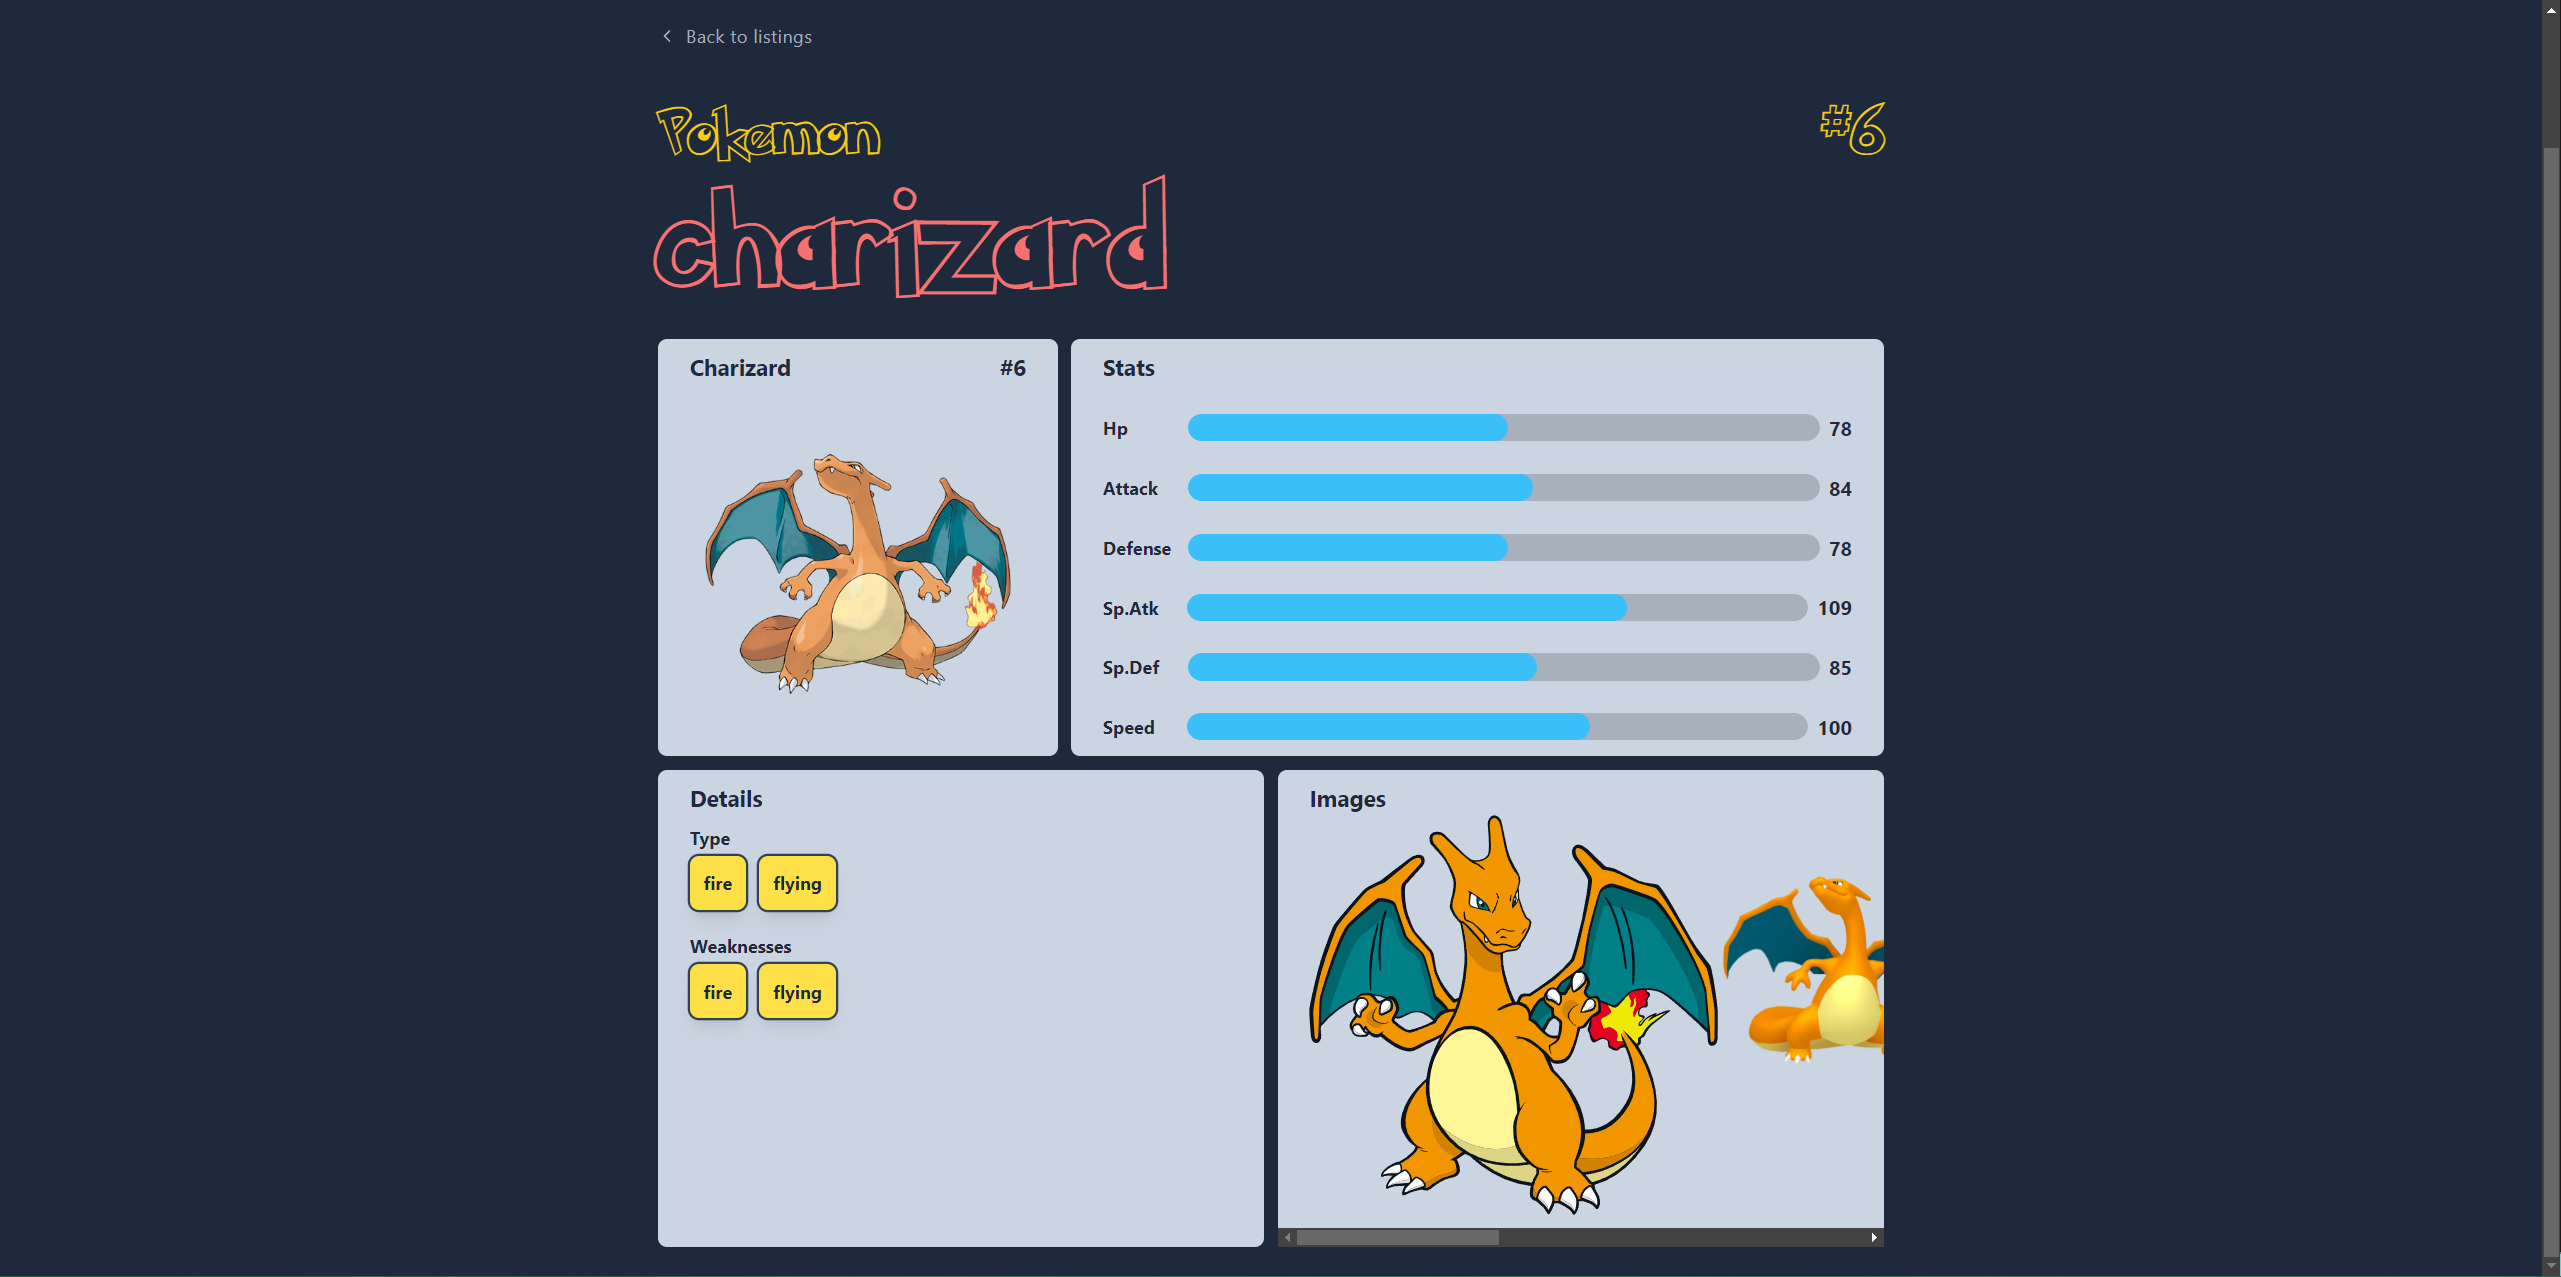 Back to listings
Pokemon #6
charizard
Charizard #6
Stats
Hp 78
Attack 84
Defense 78
Sp.Atk 109
Sp.Def 85
Speed 100
Details
Type
fire flying
Weaknesses
fire flying
Images